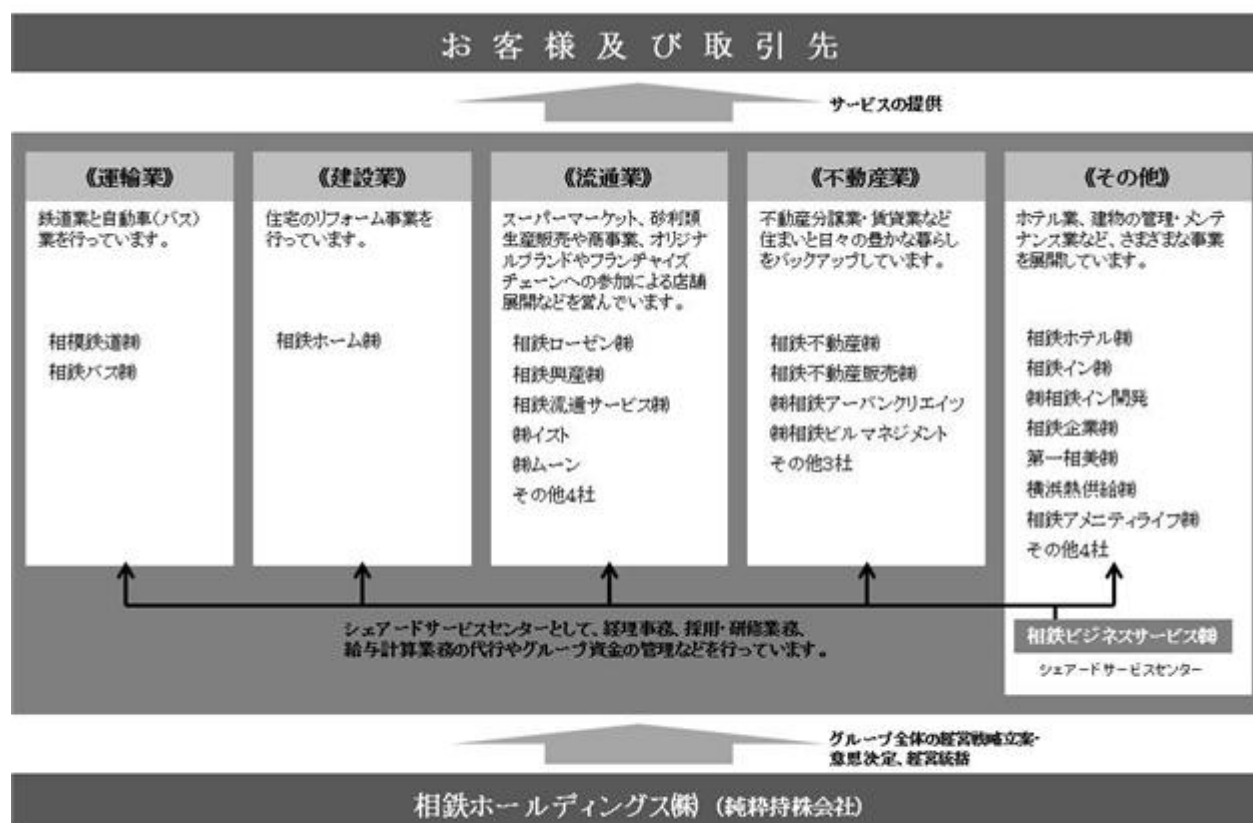 お客様及び取引先
サービスの提供
《運輸業》
鉄道業と自動車（バス）
業を行っています。
相模鉄道㈱
相鉄バス㈱
《建設業》
住宅のリフォーム事業を
行っています。
相鉄ホーム㈱
《流通業》
スーパーマーケット、砂利類
生産販売や商事業、オリジナ
ルブランドやフランチャイズ
チェーンへの参加による店舗
展開などを営んでいます。
相鉄ローゼン㈱
相鉄興産㈱
相鉄流通サービス㈱
㈱イスト
㈱ムーン
その他4社
《不動産業》
不動産分譲業・賃貸業など
住まいと日々の豊かな暮らし
をバックアップしています。
相鉄不動産㈱
相鉄不動産販売㈱
㈱相鉄アーバンクリエイツ
㈱相鉄ビルマネジメント
その他3社
《その他》
ホテル業、建物の管理・メンテ
ナンス業など、さまざまな事業
を展開しています。
相鉄ホテル㈱
相鉄イン㈱
㈱相鉄イン開発
相鉄企業㈱
第一相美㈱
横浜熱供給㈱
相鉄アメニティライフ㈱
その他4社
相鉄ビジネスサービス㈱
シェアードサービスセンター
シェアードサービスセンターとして、経理事務、採用・研修業務、
給与計算業務の代行やグループ資金の管理などを行っています。
グループ全体の経営戦略立案・
意思決定、経営統括
相鉄ホールディングス㈱（純粋持株会社）